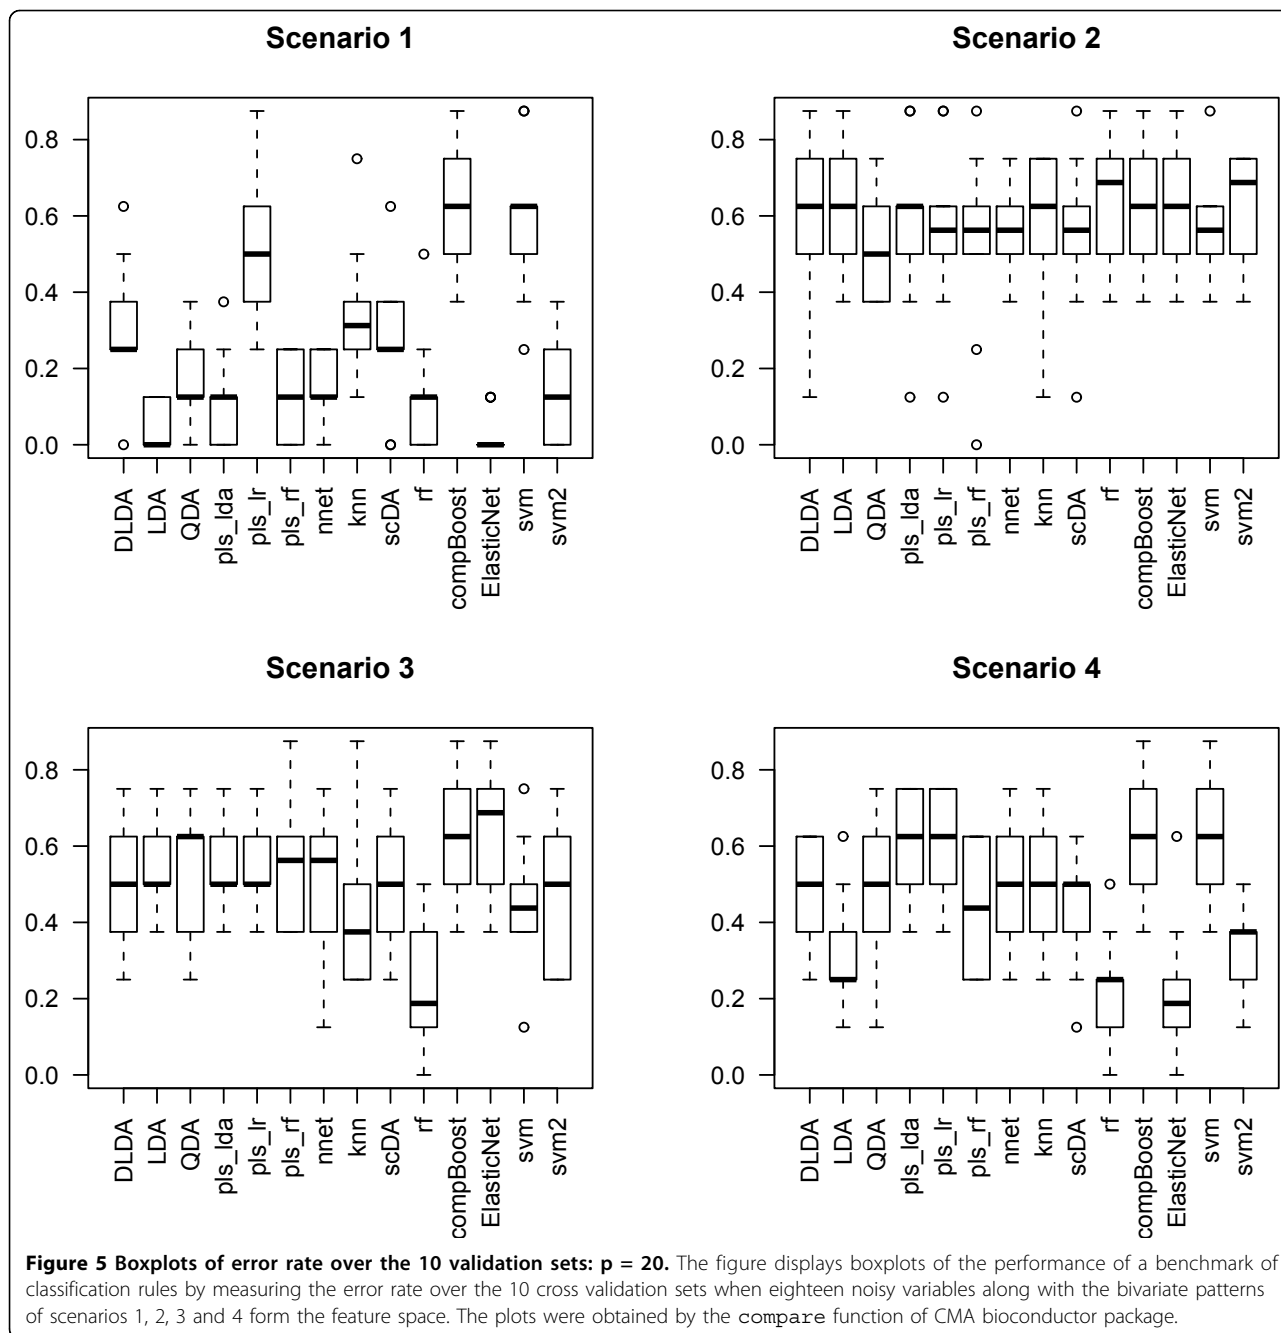 Scenario 1
0.8
0.6
0.4
0.2
0.0
DLDA
LDA
QDA
pls_lda
pls_lr
pls_rf
nnet
knn
scDA
rf
compBoost
ElasticNet
svm
svm2
Scenario 2
0.8
0.6
0.4
0.2
0.0
DLDA
LDA
QDA
pls_lda
pls_lr
pls_rf
nnet
knn
scDA
rf
compBoost
ElasticNet
svm
svm2
Scenario 3
0.8
0.6
0.4
0.2
0.0
DLDA
LDA
QDA
pls_lda
pls_lr
pls_rf
nnet
knn
scDA
rf
compBoost
ElasticNet
svm
svm2
Scenario 4
0.8
0.6
0.4
0.2
0.0
DLDA
LDA
QDA
pls_lda
pls_lr
pls_rf
nnet
knn
scDA
rf
compBoost
ElasticNet
svm
svm2
Figure 5 Boxplots of error rate over the 10 validation sets: p = 20. The figure displays boxplots of the performance of a benchmark of
classification rules by measuring the error rate over the 10 cross validation sets when eighteen noisy variables along with the bivariate patterns
of scenarios 1, 2, 3 and 4 form the feature space. The plots were obtained by the compare function of CMA bioconductor package.